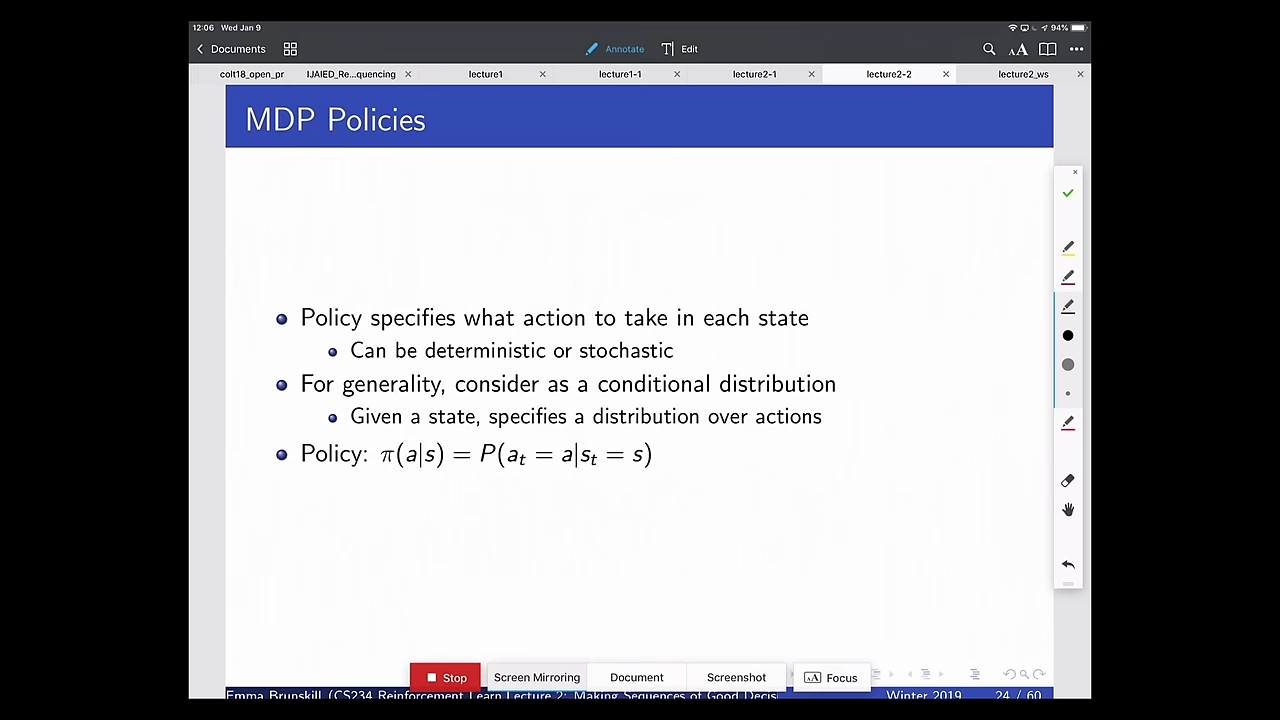 12:06 Wed Jan 9
94%
Documents
Annotate
Edit
AA
colt18_open_pr
IJAIED_Re...quencing
lecture1
lecture1-1
lecture2-1
lecture2-2
lecture2_ws
MDP Policies
Policy specifies what action to take in each state
Can be deterministic or stochastic
For generality, consider as a conditional distribution
Given a state, specifies a distribution over actions
Policy: π(a|s) = P(a_t = a|s_t = s)
Stop
Screen Mirroring
Document
Screenshot
AA Focus
Emma Brunskill (CS234 Reinforcement Learn Lecture 2: Making Sequences of Good Decis
Winter 2019
24 / 60